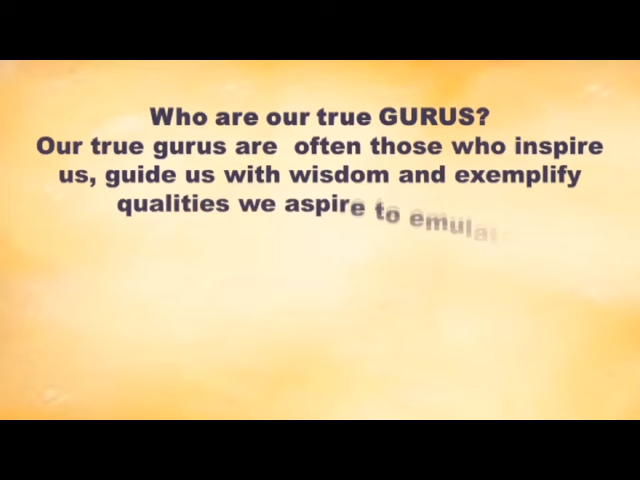 Who are our true GURUS?
Our true gurus are often those who inspire
us, guide us with wisdom and exemplify
qualities we aspire to